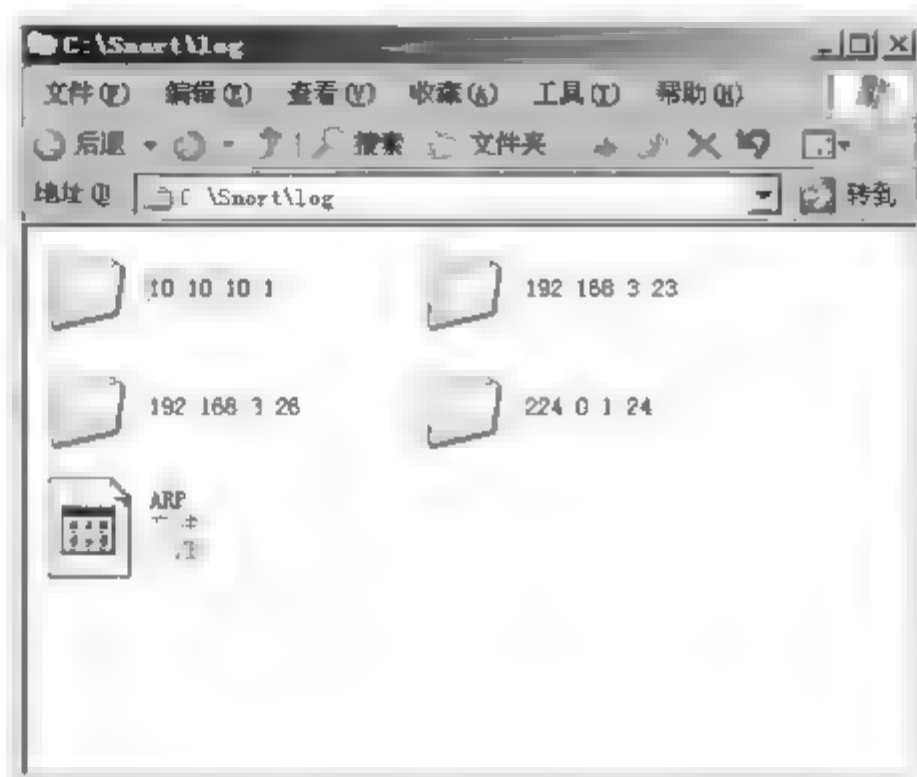 C:\Snort\log
文件(F) 编辑(E) 查看(V) 收藏(A) 工具(T) 帮助(H)
后退 搜索 文件夹
地址(D) C \Snort\log 转到
10 10 10 1 192 168 3 23
192 168 3 26 224 0 1 24
ARP